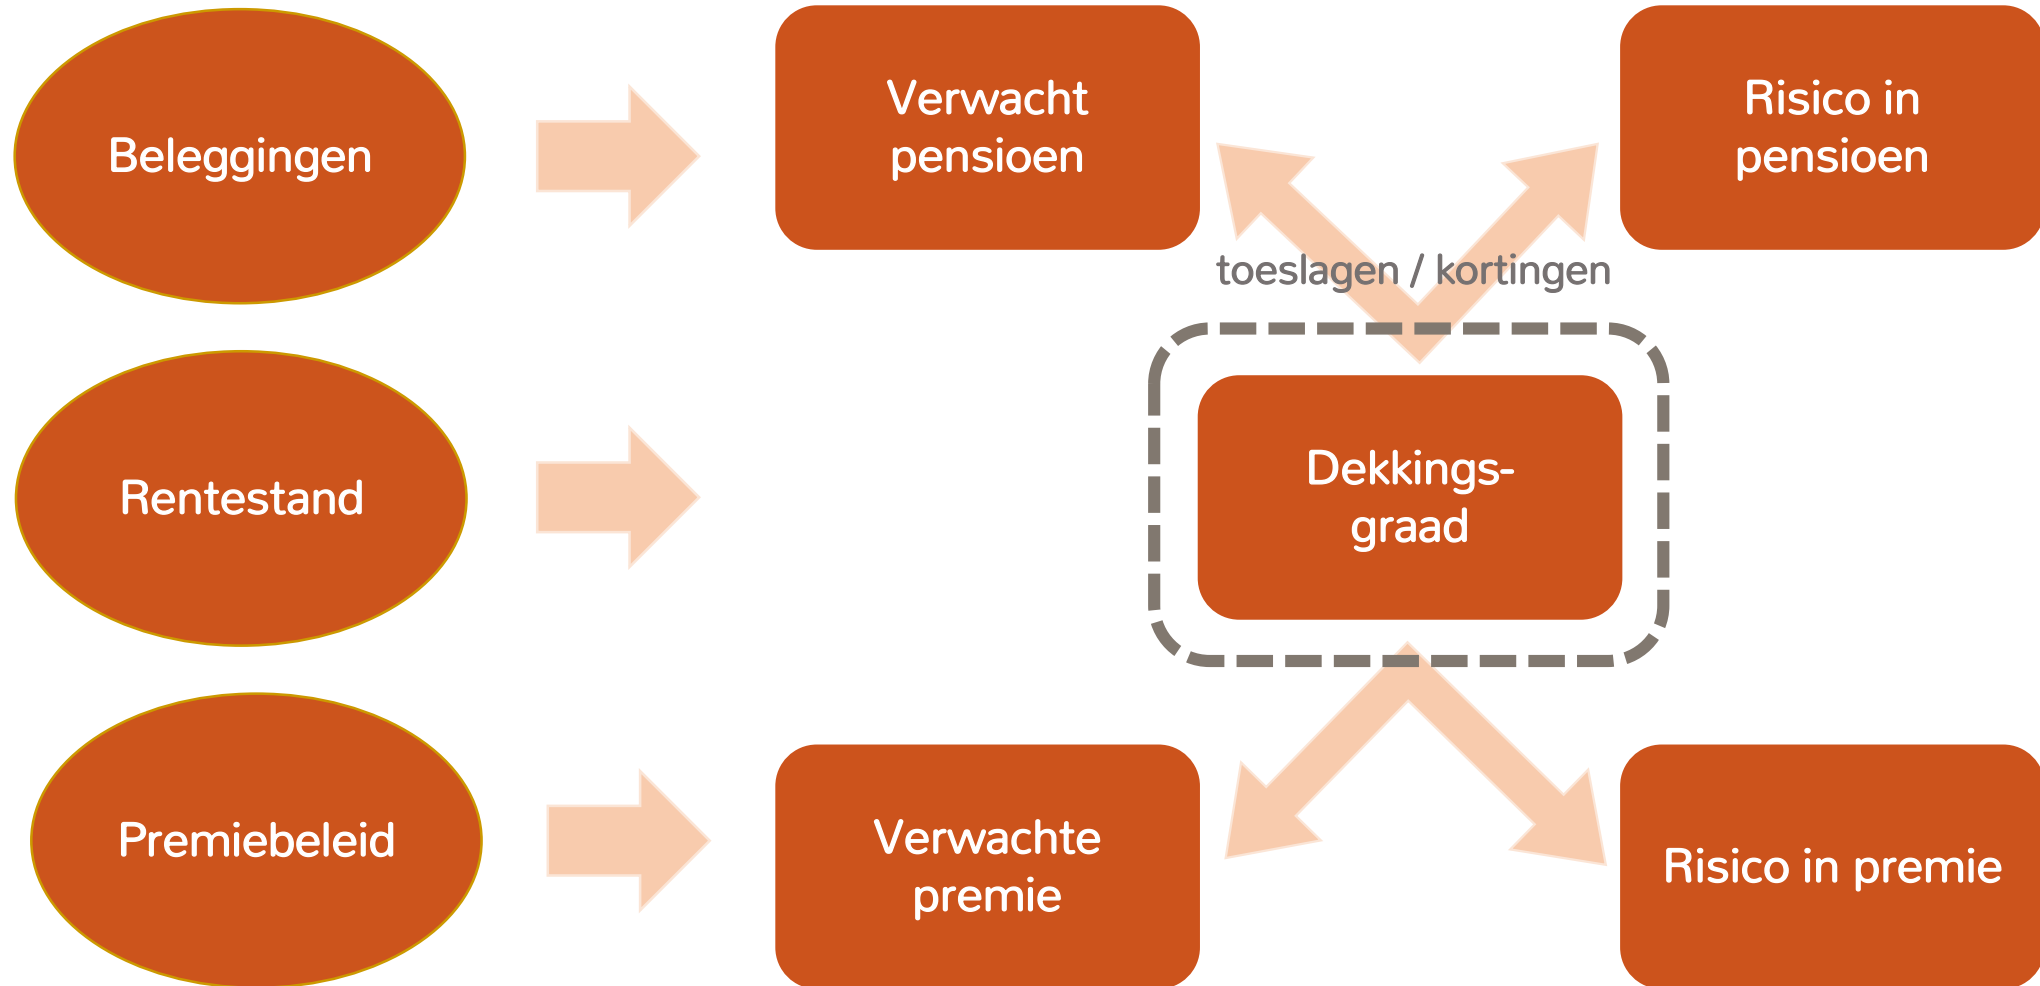 Beleggingen
Verwacht
pensioen
Risico in
pensioen
toeslagen / kortingen
Rentestand
Dekkings-
graad
Premiebeleid
Verwachte
premie
Risico in premie